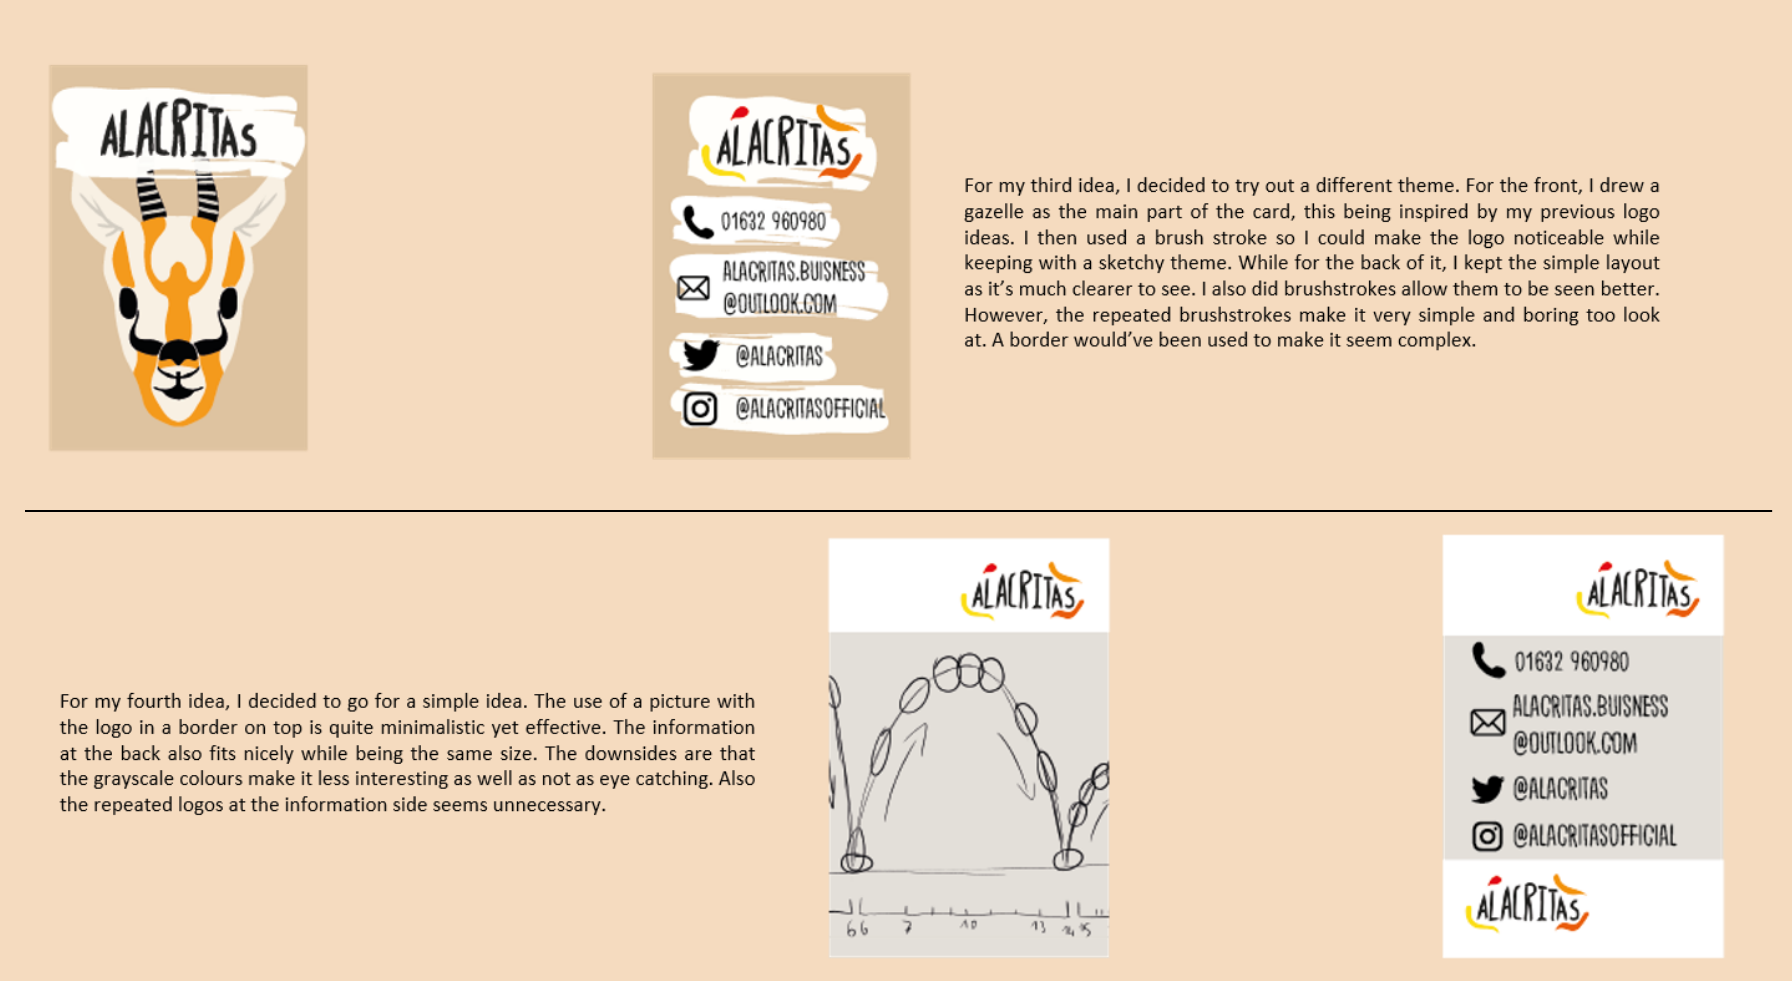 ALACRITAS
ALACRITAS
01632 960980
ALACRITAS.BUISNESS
@OUTLOOK.COM
@ALACRITAS
@ALACRITASOFFICIAL
For my third idea, I decided to try out a different theme. For the front, I drew a
gazelle as the main part of the card, this being inspired by my previous logo
ideas. I then used a brush stroke so I could make the logo noticeable while
keeping with a sketchy theme. While for the back of it, I kept the simple layout
as it’s much clearer to see. I also did brushstrokes allow them to be seen better.
However, the repeated brushstrokes make it very simple and boring too look
at. A border would’ve been used to make it seem complex.
For my fourth idea, I decided to go for a simple idea. The use of a picture with
the logo in a border on top is quite minimalistic yet effective. The information
at the back also fits nicely while being the same size. The downsides are that
the grayscale colours make it less interesting as well as not as eye catching. Also
the repeated logos at the information side seems unnecessary.
ALACRITAS
66 7 10 13 14 15
ALACRITAS
01632 960980
ALACRITAS.BUISNESS
@OUTLOOK.COM
@ALACRITAS
@ALACRITASOFFICIAL
ALACRITAS